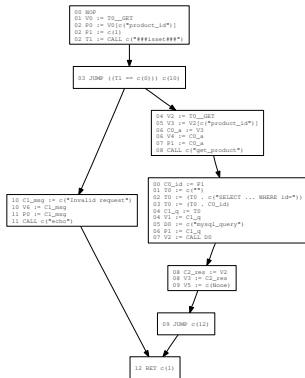 00 NOP
01 V0 := T0__GET
02 P0 := V0[c("product_id")]
02 P1 := c(1)
02 T1 := CALL c("###isset###")
03 JUMP ((T1 == c(0))) c(10)
04 V2 := T0__GET
05 V3 := V2[c("product_id")]
06 C0_a := V3
06 V4 := C0_a
07 P1 := C0_a
08 CALL c("get_product")
10 C1_msg := c("Invalid request")
10 V6 := C1_msg
11 P0 := C1_msg
11 CALL c("echo")
00 C0_id := P1
01 T0 := c("")
02 T0 := (T0 . c("SELECT ... WHERE id="))
03 T0 := (T0 . C0_id)
04 C1_q := T0
04 V1 := C1_q
05 D0 := c("mysql_query")
06 P1 := C1_q
07 V2 := CALL D0
08 C2_res := V2
08 V3 := C2_res
09 V5 := c(None)
09 JUMP c(12)
12 RET c(1)